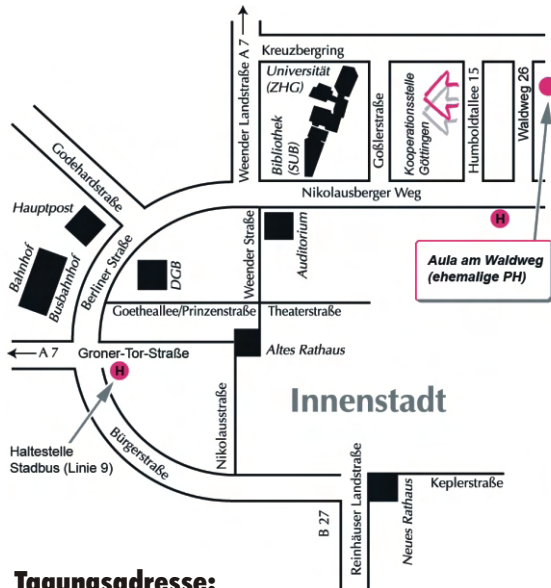 Weender Landstraße A 7
Kreuzbergring
Universität
(ZHG)
Bibliothek
(SUB)
Goßlerstraße
Kooperationsstelle
Göttingen
Humboldtallee 15
Waldweg 26
Nikolausberger Weg
H
Godehardstraße
Hauptpost
Bahnhof
Busbahnhof
Berliner Straße
DGB
Weender Straße
Auditorium
Aula am Waldweg
(ehemalige PH)
Goetheallee/Prinzenstraße
Theaterstraße
A 7
Groner-Tor-Straße
Altes Rathaus
H
Innenstadt
Nikolausstraße
Haltestelle
Stadbus (Linie 9)
Bürgerstraße
B 27
Reinhäuser Landstraße
Neues Rathaus
Keplerstraße
Tagungsadresse: